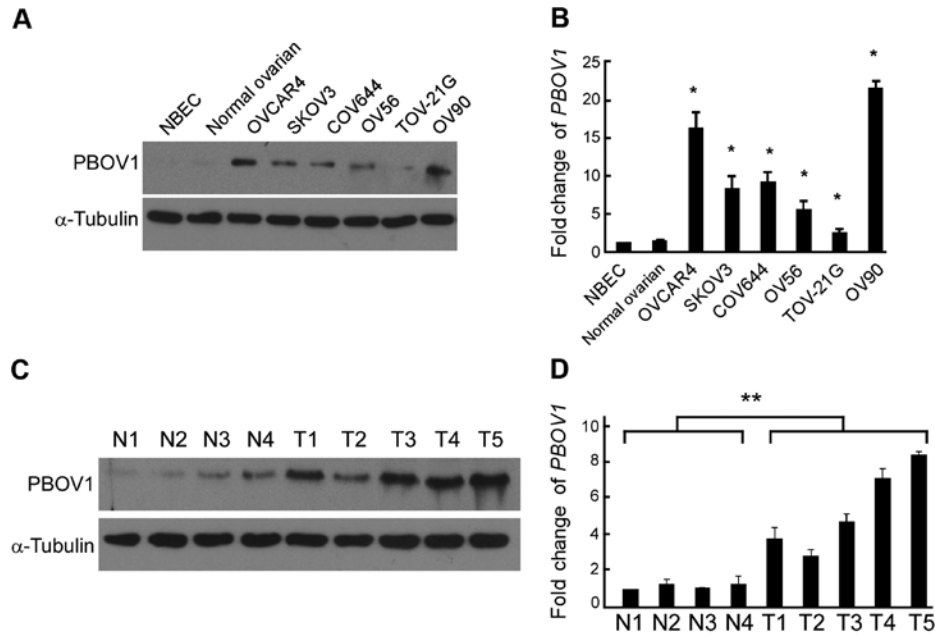 A
NBEC
Normal ovarian
OVCAR4
SKOV3
COV644
OV56
TOV-21G
OV90
PBOV1
α-Tubulin
B
Fold change of PBOV1
25
20
15
10
5
0
*
*
*
*
*
*
NBEC
Normal ovarian
OVCAR4
SKOV3
COV644
OV56
TOV-21G
OV90
C
N1 N2 N3 N4 T1 T2 T3 T4 T5
PBOV1
α-Tubulin
D
**
Fold change of PBOV1
10
8
6
4
2
0
N1 N2 N3 N4 T1 T2 T3 T4 T5